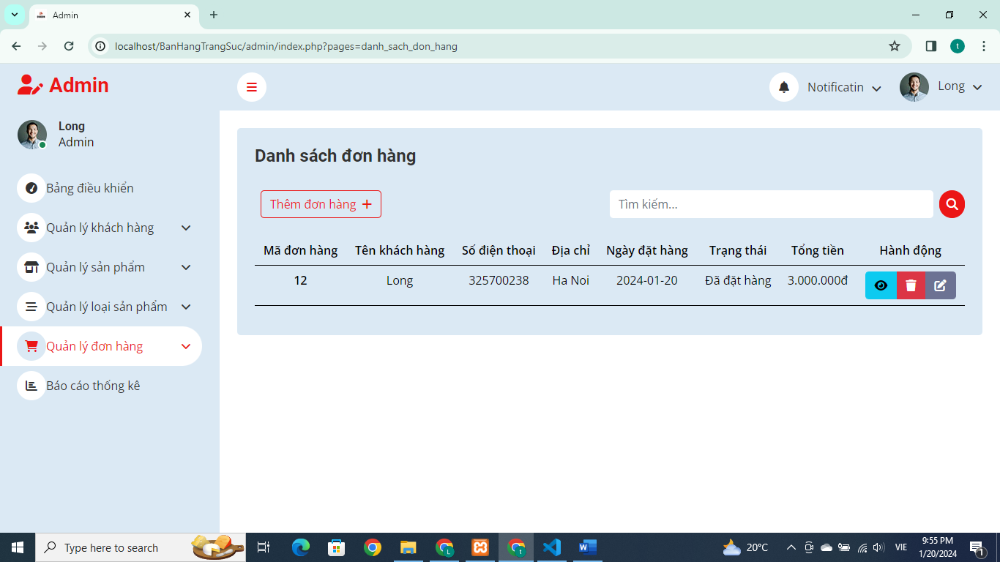 Admin
localhost/BanHangTrangSuc/admin/index.php?pages=danh_sach_don_hang
t
Admin
Notificatin
Long
Long
Admin
Bảng điều khiển
Quản lý khách hàng
Quản lý sản phẩm
Quản lý loại sản phẩm
Quản lý đơn hàng
Báo cáo thống kê
Danh sách đơn hàng
Thêm đơn hàng +
Tìm kiếm...
Mã đơn hàng Tên khách hàng Số điện thoại Địa chỉ Ngày đặt hàng Trạng thái Tổng tiền Hành động
12 Long 325700238 Ha Noi 2024-01-20 Đã đặt hàng 3.000.000đ
Type here to search
L
t
20°C
VIE
9:55 PM
1/20/2024
1